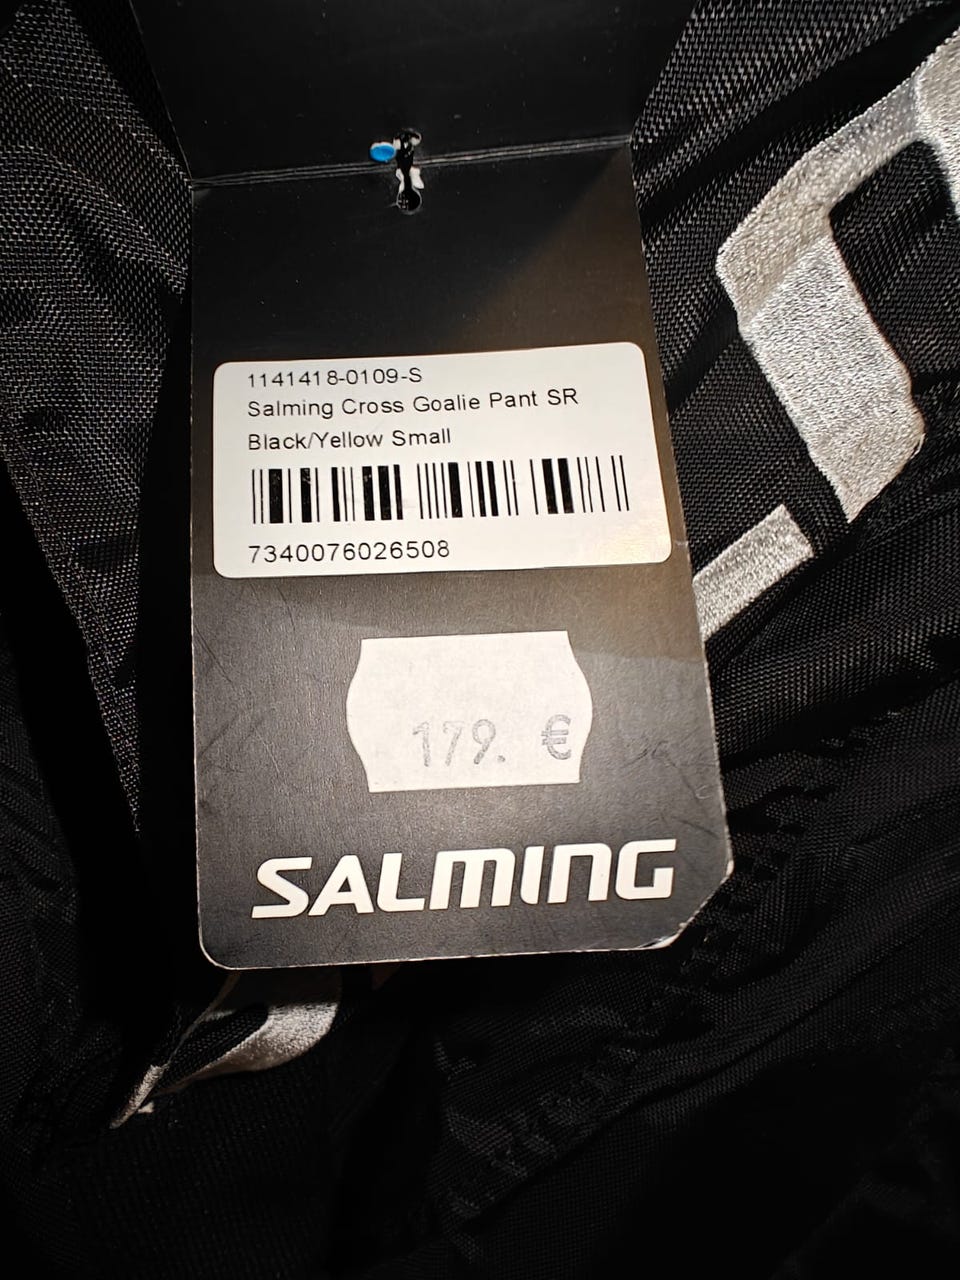 1141418-0109-S
Salming Cross Goalie Pant SR
Black/Yellow Small
7340076026508
179. €
SALMING